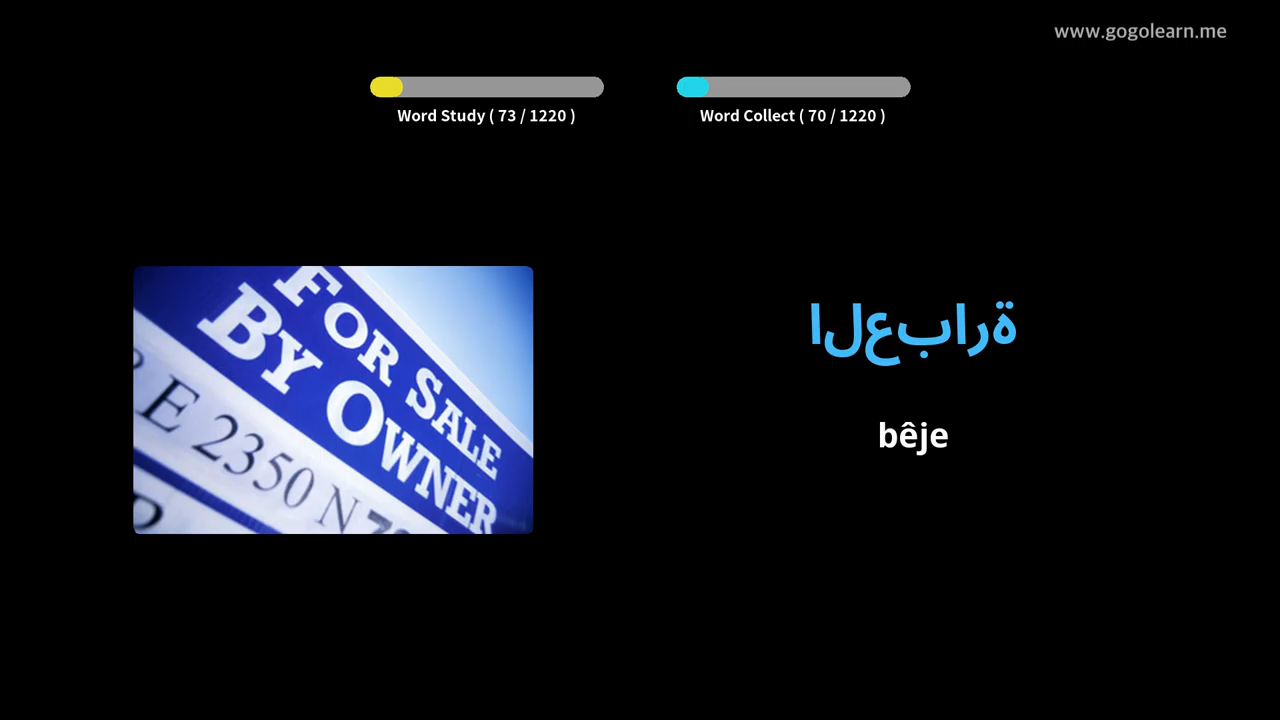 www.gogolearn.me
Word Study ( 73 / 1220 )
Word Collect ( 70 / 1220 )
FOR SALE
BY OWNER
E 2350 N
العبارة
bêje